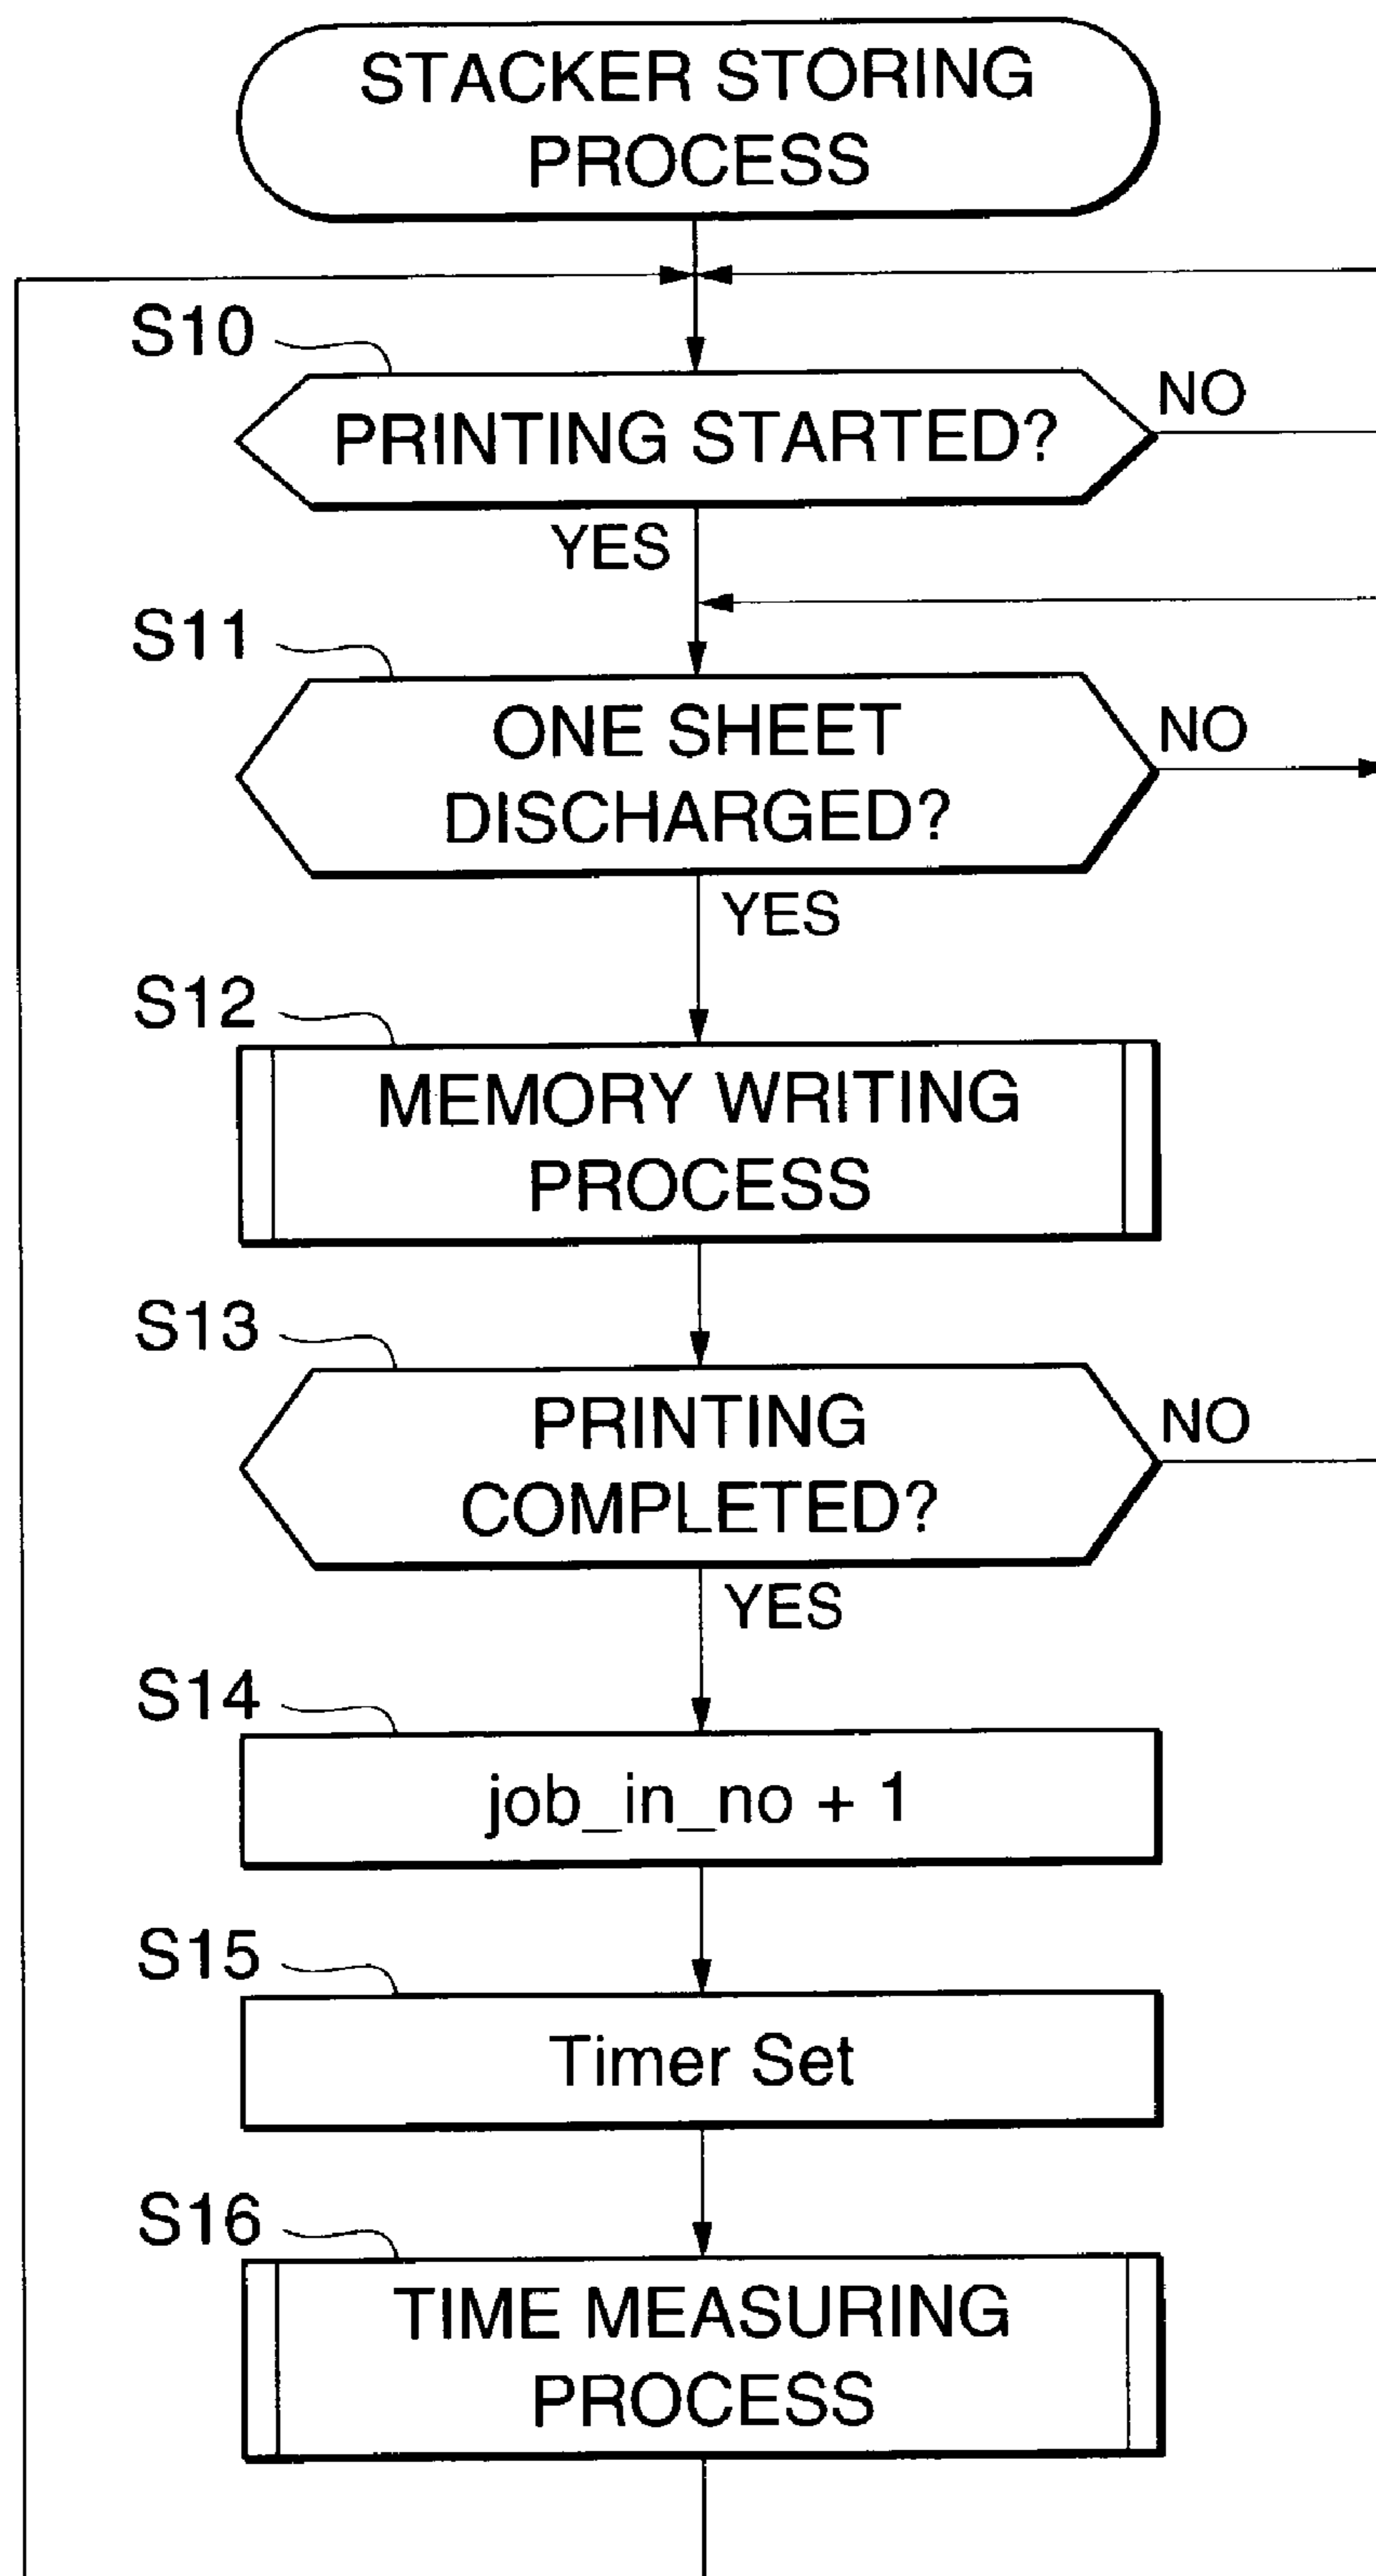 STACKER STORING
PROCESS
S10
PRINTING STARTED?
NO
YES
S11
ONE SHEET
DISCHARGED?
NO
YES
S12
MEMORY WRITING
PROCESS
S13
PRINTING
COMPLETED?
NO
YES
S14
job_in_no + 1
S15
Timer Set
S16
TIME MEASURING
PROCESS